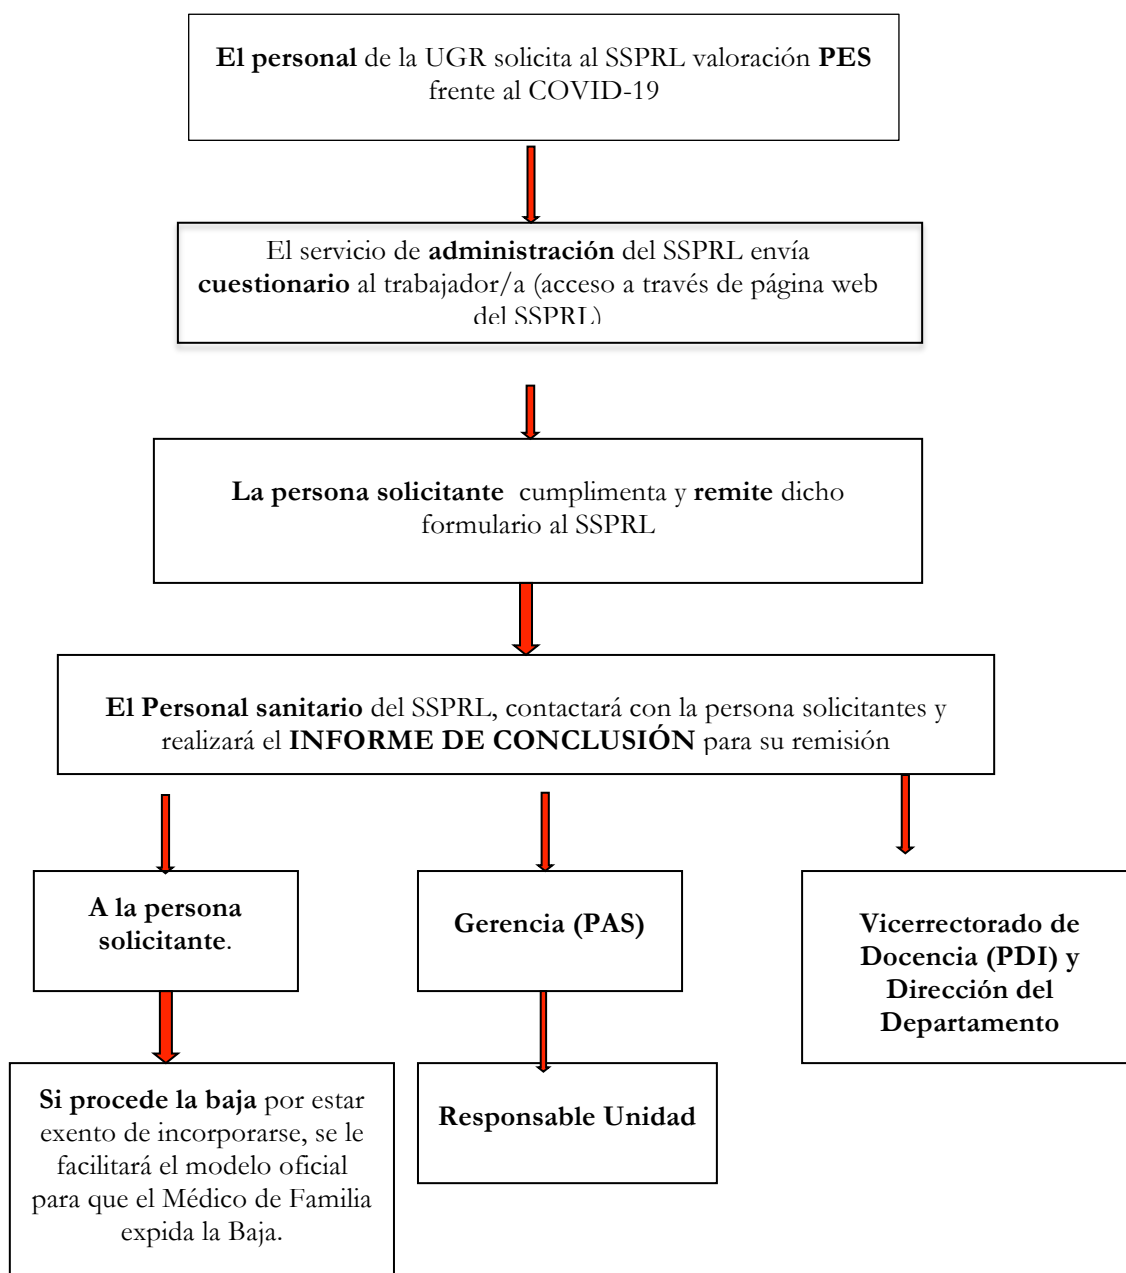 El personal de la UGR solicita al SSPRL valoración PES
frente al COVID-19
El servicio de administración del SSPRL envía
cuestionario al trabajador/a (acceso a través de página web
del SSPRL)
La persona solicitante cumplimenta y remite dicho
formulario al SSPRL
El Personal sanitario del SSPRL, contactará con la persona solicitantes y
realizará el INFORME DE CONCLUSIÓN para su remisión
A la persona
solicitante.
Gerencia (PAS)
Vicerrectorado de
Docencia (PDI) y
Dirección del
Departamento
Si procede la baja por estar
exento de incorporarse, se le
facilitará el modelo oficial
para que el Médico de Familia
expida la Baja.
Responsable Unidad